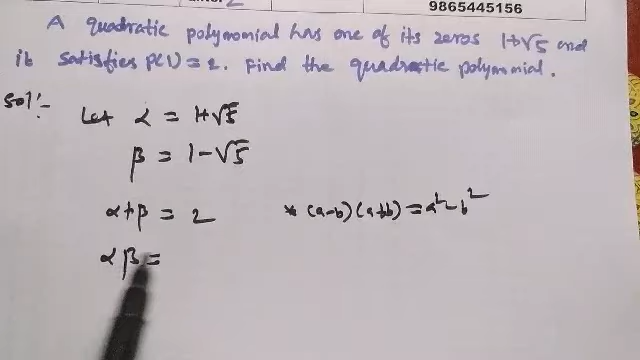 9865445156
A quadratic polynomial has one of its zeros 1+√5 and
it satisfies p(1) = 2. Find the quadratic polynomial.
Sol':-
Let α = 1+√5
β = 1-√5
α+β = 2 * (a-b)(a+b) = a²-b²
αβ =